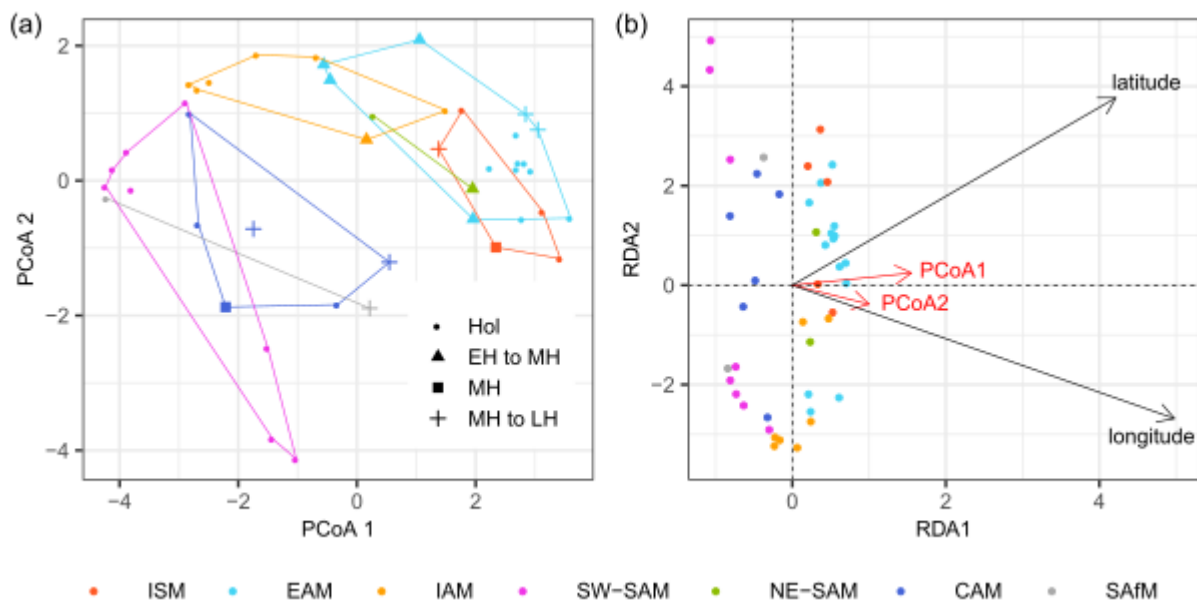 (a)
2
0
−2
−4
PCoA 2
−4
−2
0
2
PCoA 1
Hol
EH to MH
MH
MH to LH
(b)
4
2
0
−2
RDA2
latitude
PCoA1
PCoA2
longitude
0
2
4
RDA1
ISM EAM IAM SW−SAM NE−SAM CAM SAfM